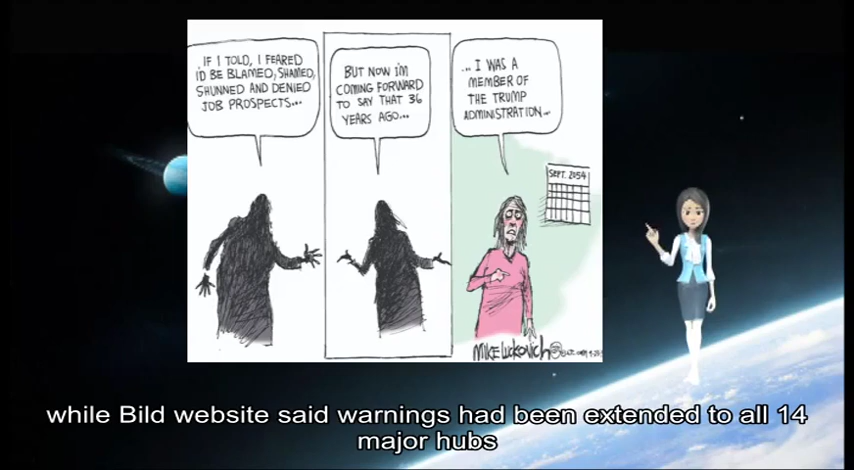 IF I TOLD, I FEARED
I'D BE BLAMED, SHAMED,
SHUNNED AND DENIED
JOB PROSPECTS...
BUT NOW I'M
COMING FORWARD
TO SAY THAT 36
YEARS AGO...
...I WAS A
MEMBER OF
THE TRUMP
ADMINISTRATION...
SEPT. 2054
MIKE LUCKOVICH
while Bild website said warnings had been extended to all 14
major hubs